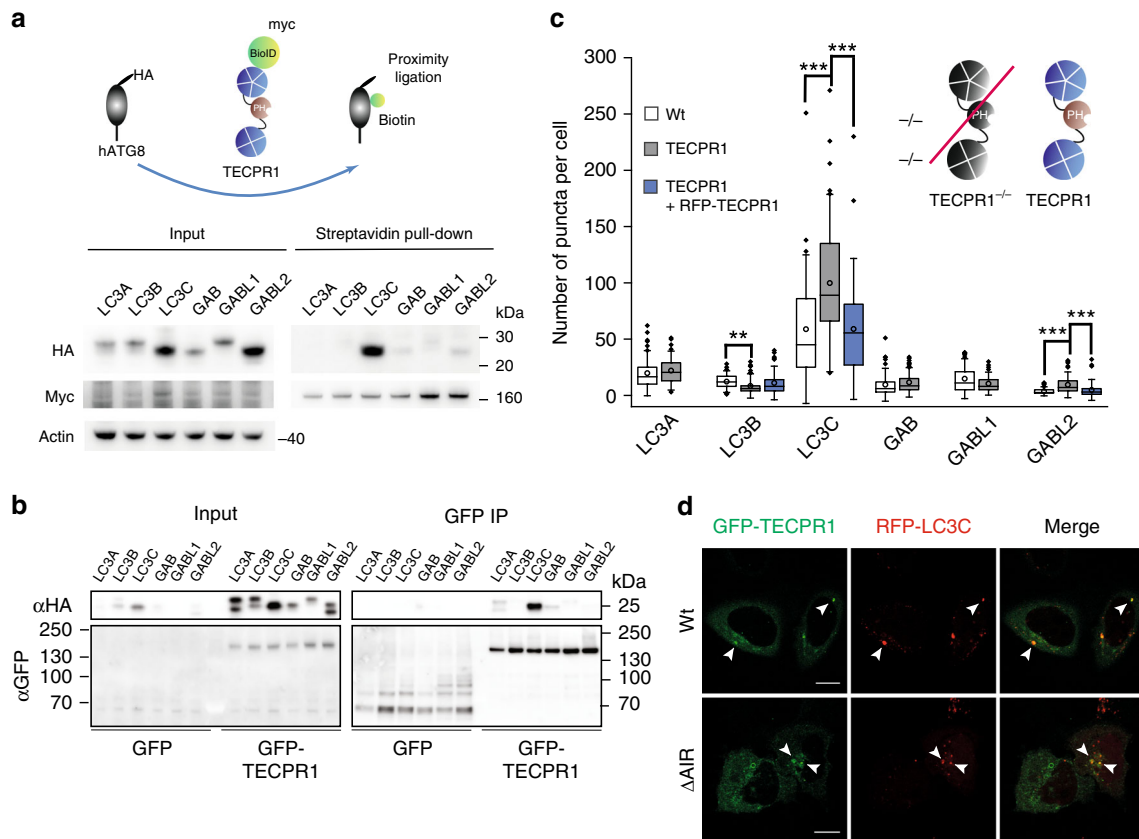 a
myc
BioID
HA
PH
Proximity
ligation
Biotin
hATG8
TECPR1
Input
Streptavidin pull-down
LC3A LC3B LC3C GAB GABL1 GABL2
LC3A LC3B LC3C GAB GABL1 GABL2
kDa
HA
30
20
Myc
160
Actin
–40
b
Input
GFP IP
LC3A LC3B LC3C GAB GABL1 GABL2
LC3A LC3B LC3C GAB GABL1 GABL2
LC3A LC3B LC3C GAB GABL1 GABL2
LC3A LC3B LC3C GAB GABL1 GABL2
kDa
αHA
25
αGFP
250
130
100
70
250
130
100
70
GFP
GFP-
TECPR1
GFP
GFP-
TECPR1
c
Number of puncta per cell
300
250
200
150
100
50
0
Wt
TECPR1
TECPR1
+ RFP-TECPR1
***
***
**
***
***
–/–
–/–
PH
PH
TECPR1–/–
TECPR1
LC3A
LC3B
LC3C
GAB
GABL1
GABL2
d
GFP-TECPR1
RFP-LC3C
Merge
Wt
ΔAIR